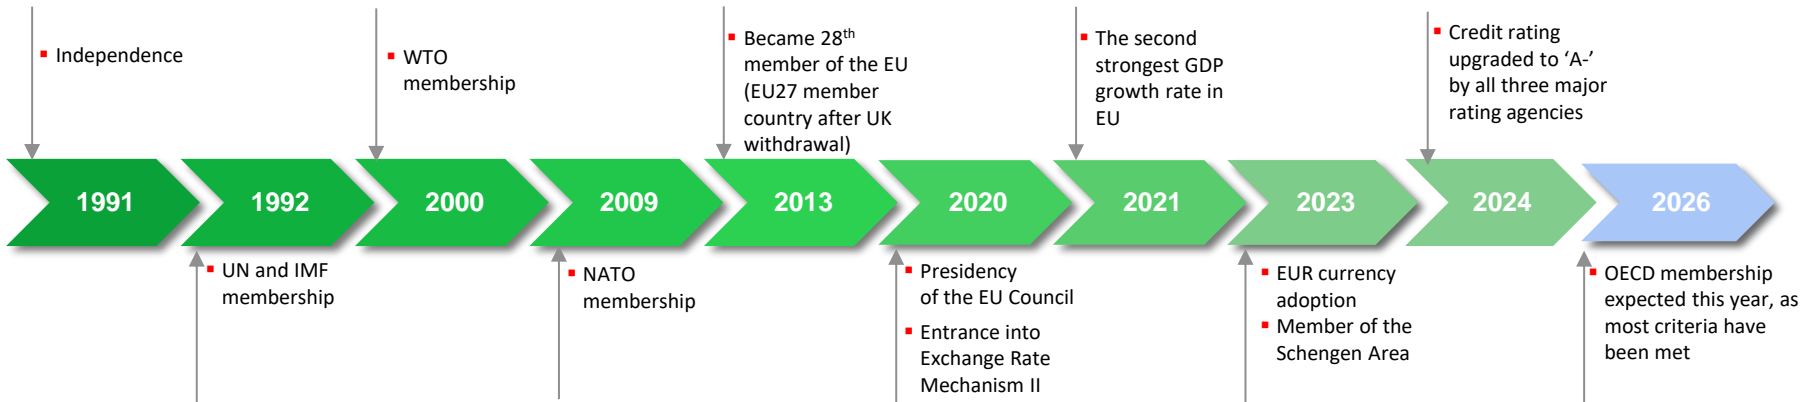 Independence
WTO
membership
Became 28th
member of the EU
(EU27 member
country after UK
withdrawal)
The second
strongest GDP
growth rate in
EU
Credit rating
upgraded to ‘A-’
by all three major
rating agencies
1991
1992
2000
2009
2013
2020
2021
2023
2024
2026
UN and IMF
membership
NATO
membership
Presidency
of the EU Council
Entrance into
Exchange Rate
Mechanism II
EUR currency
adoption
Member of the
Schengen Area
OECD membership
expected this year, as
most criteria have
been met